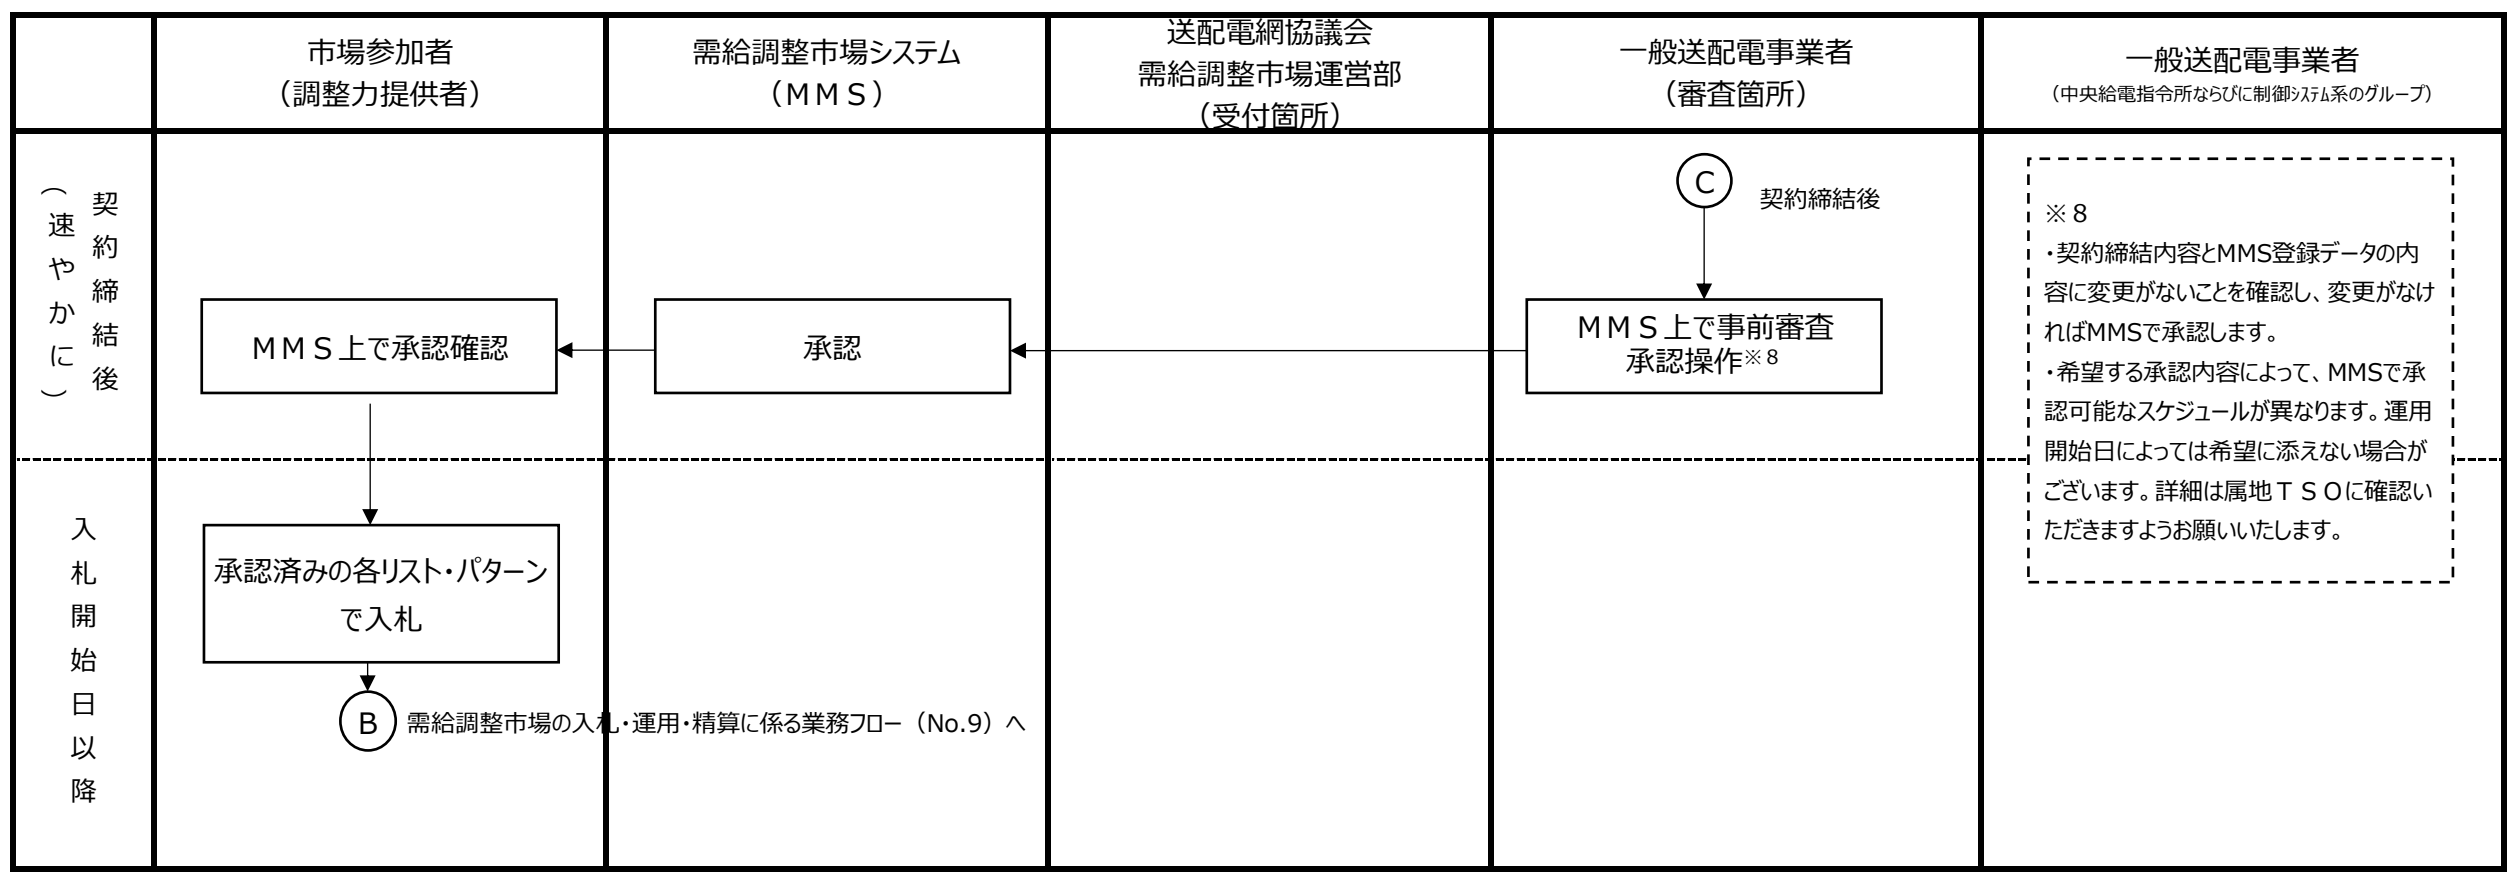 市場参加者
（調整力提供者）
需給調整市場システム
（ＭＭＳ）
送配電網協議会
需給調整市場運営部
（受付箇所）
一般送配電事業者
（審査箇所）
一般送配電事業者
（中央給電指令所ならびに制御ｼｽﾃﾑ系のグループ）
契約締結後
（速やかに）
C
契約締結後
ＭＭＳ上で承認確認
承認
ＭＭＳ上で事前審査
承認操作※8
※８
・契約締結内容とMMS登録データの内
容に変更がないことを確認し、変更がなけ
ればMMSで承認します。
・希望する承認内容によって、MMSで承
認可能なスケジュールが異なります。運用
開始日によっては希望に添えない場合が
ございます。詳細は属地ＴＳＯに確認い
ただきますようお願いいたします。
入札開始日以降
承認済みの各リスト・パターン
で入札
B
需給調整市場の入札・運用・精算に係る業務フロー（No.9）へ